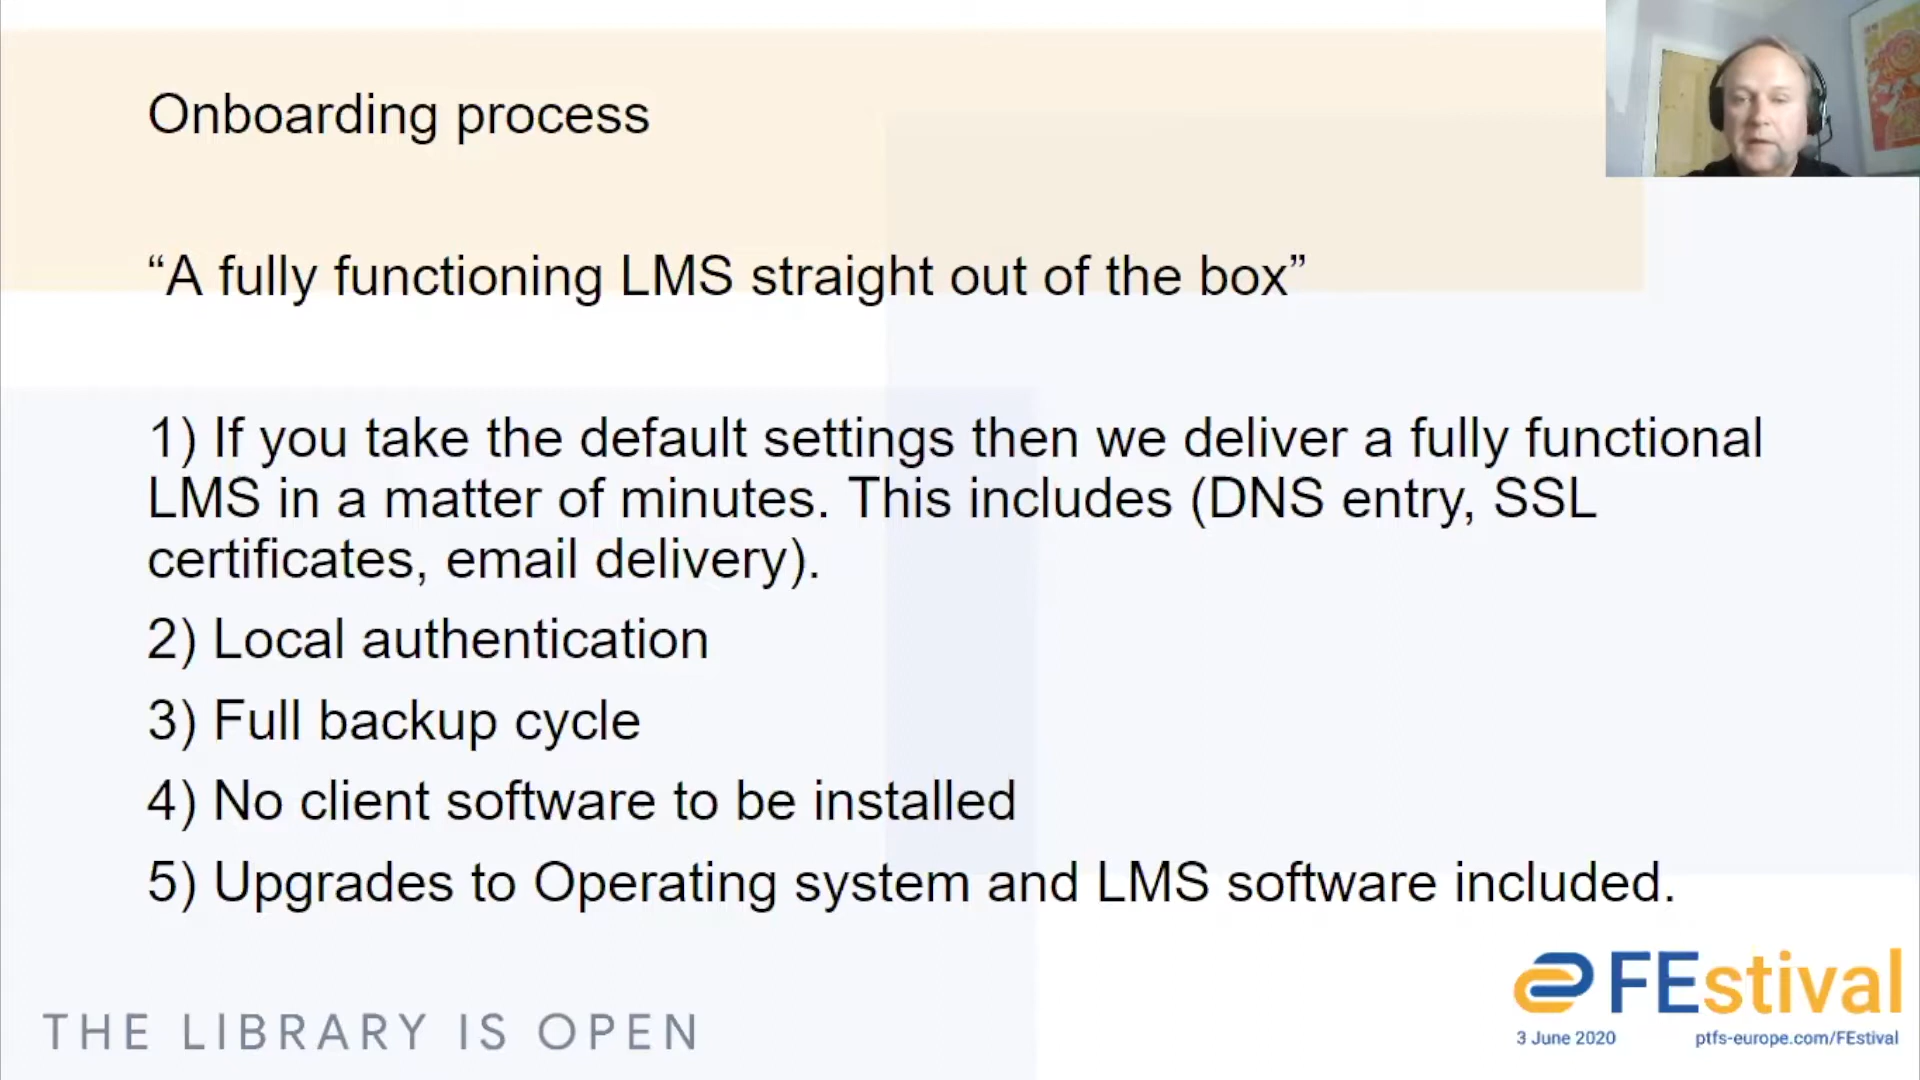 Onboarding process
“A fully functioning LMS straight out of the box”
1) If you take the default settings then we deliver a fully functional
LMS in a matter of minutes. This includes (DNS entry, SSL
certificates, email delivery).
2) Local authentication
3) Full backup cycle
4) No client software to be installed
5) Upgrades to Operating system and LMS software included.
FEstival
3 June 2020 ptfs-europe.com/FEstival
THE LIBRARY IS OPEN